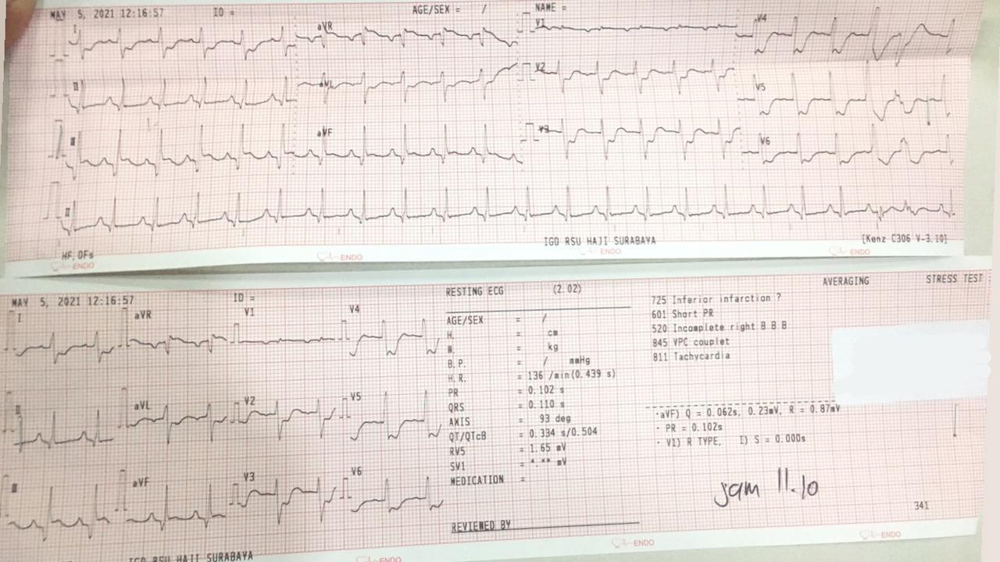 MAY 5, 2021 12:16:57 ID = AGE/SEX = / NAME =
I aVR V1 V4
II aVL V2 V5
III aVF V3 V6
II
HF, OFs IGD RSU HAJI SURABAYA [Kenz C306 V-3.10]
ENDO ENDO ENDO ENDO
MAY 5, 2021 12:16:57 ID =
I aVR V1 V4
II aVL V2 V5
III aVF V3 V6
IGD RSU HAJI SURABAYA
RESTING ECG (2.02)
AGE/SEX = /
H. = cm
W. = kg
B.P. = / mmHg
H.R. = 136 /min(0.439 s)
PR = 0.102 s
QRS = 0.110 s
AXIS = 93 deg
QT/QTcB = 0.334 s/0.504
RV5 = 1.65 mV
SV1 = *.** mV
MEDICATION =
REVIEWED BY
AVERAGING STRESS TEST
725 Inferior infarction ?
601 Short PR
520 Incomplete right B B B
845 VPC couplet
811 Tachycardia
·aVF) Q = 0.062s, 0.23mV, R = 0.87mV
· PR = 0.102s
· V1) R TYPE, I) S = 0.000s
jam 11.10
341
ENDO ENDO ENDO